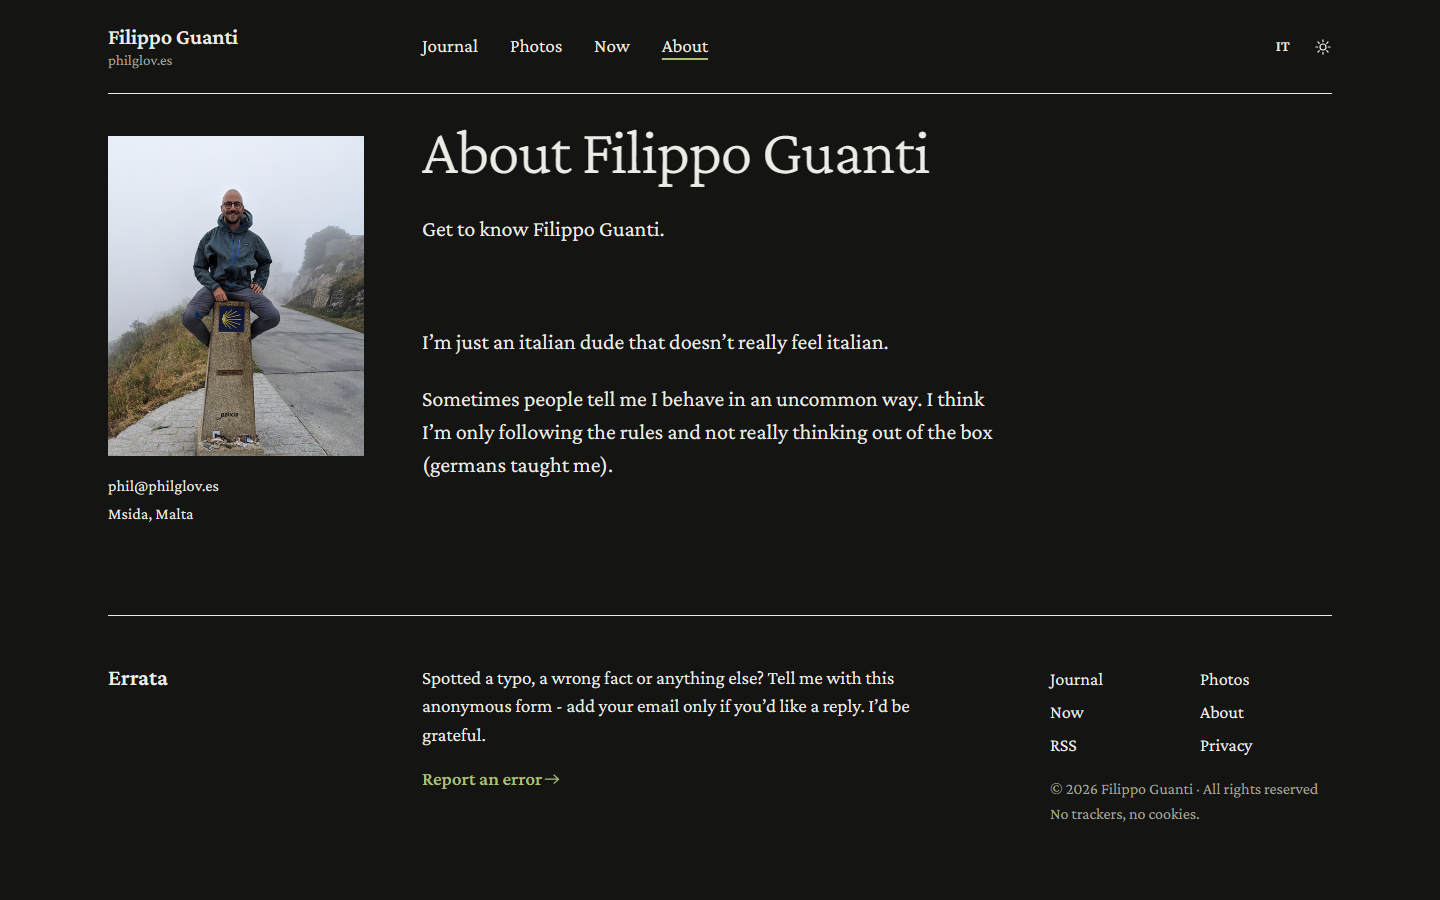 Filippo Guanti
philglov.es
Journal
Photos
Now
About
IT
About Filippo Guanti
Get to know Filippo Guanti.
I’m just an italian dude that doesn’t really feel italian.
Sometimes people tell me I behave in an uncommon way. I think
I’m only following the rules and not really thinking out of the box
(germans taught me).
galicia
phil@philglov.es
Msida, Malta
Errata
Spotted a typo, a wrong fact or anything else? Tell me with this
anonymous form - add your email only if you’d like a reply. I’d be
grateful.
Report an error→
Journal
Photos
Now
About
RSS
Privacy
© 2026 Filippo Guanti · All rights reserved
No trackers, no cookies.